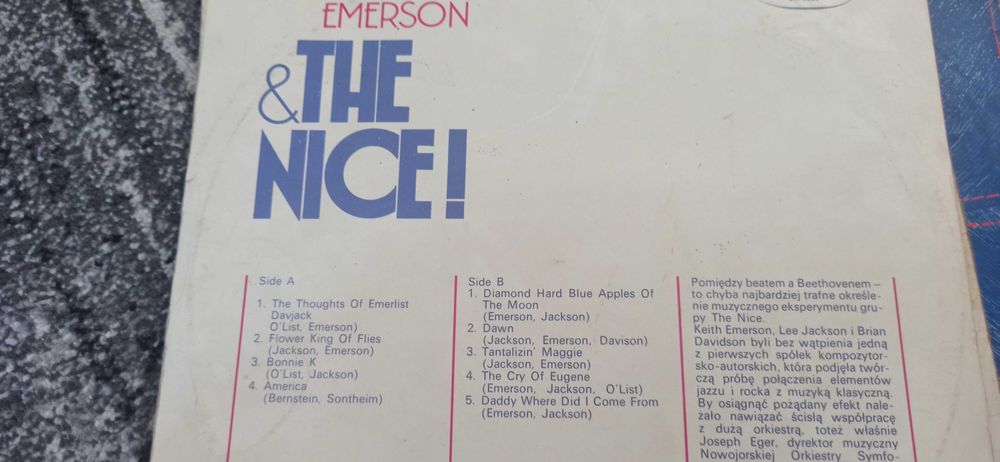 EMERSON
& THE
NICE!
Side A
1. The Thoughts Of Emerlist
Davjack
O'List, Emerson)
2. Flower King Of Flies
(Jackson, Emerson)
3. Bonnie K
(O'List, Jackson)
4. America
(Bernstein, Sontheim)
Side B
1. Diamond Hard Blue Apples Of
The Moon
(Emerson, Jackson)
2. Dawn
(Jackson, Emerson, Davison)
3. Tantalizin' Maggie
(Jackson, Emerson)
4. The Cry Of Eugene
(Emerson, Jackson, O'List)
5. Daddy Where Did I Come From
(Emerson, Jackson)
Pomiędzy beatem a Beethovenem –
to chyba najbardziej trafne określe-
nie muzycznego eksperymentu gru-
py The Nice.
Keith Emerson, Lee Jackson i Brian
Davidson byli bez wątpienia jedną
z pierwszych spółek kompozytor-
sko-autorskich, która podjęła twór-
czą próbę połączenia elementów
jazzu i rocka z muzyką klasyczną.
By osiągnąć pożądany efekt nale-
żało nawiązać ścisłą współpracę
z dużą orkiestrą, toteż właśnie
Joseph Eger, dyrektor muzyczny
Nowojorskiej Orkiestry Symfo-